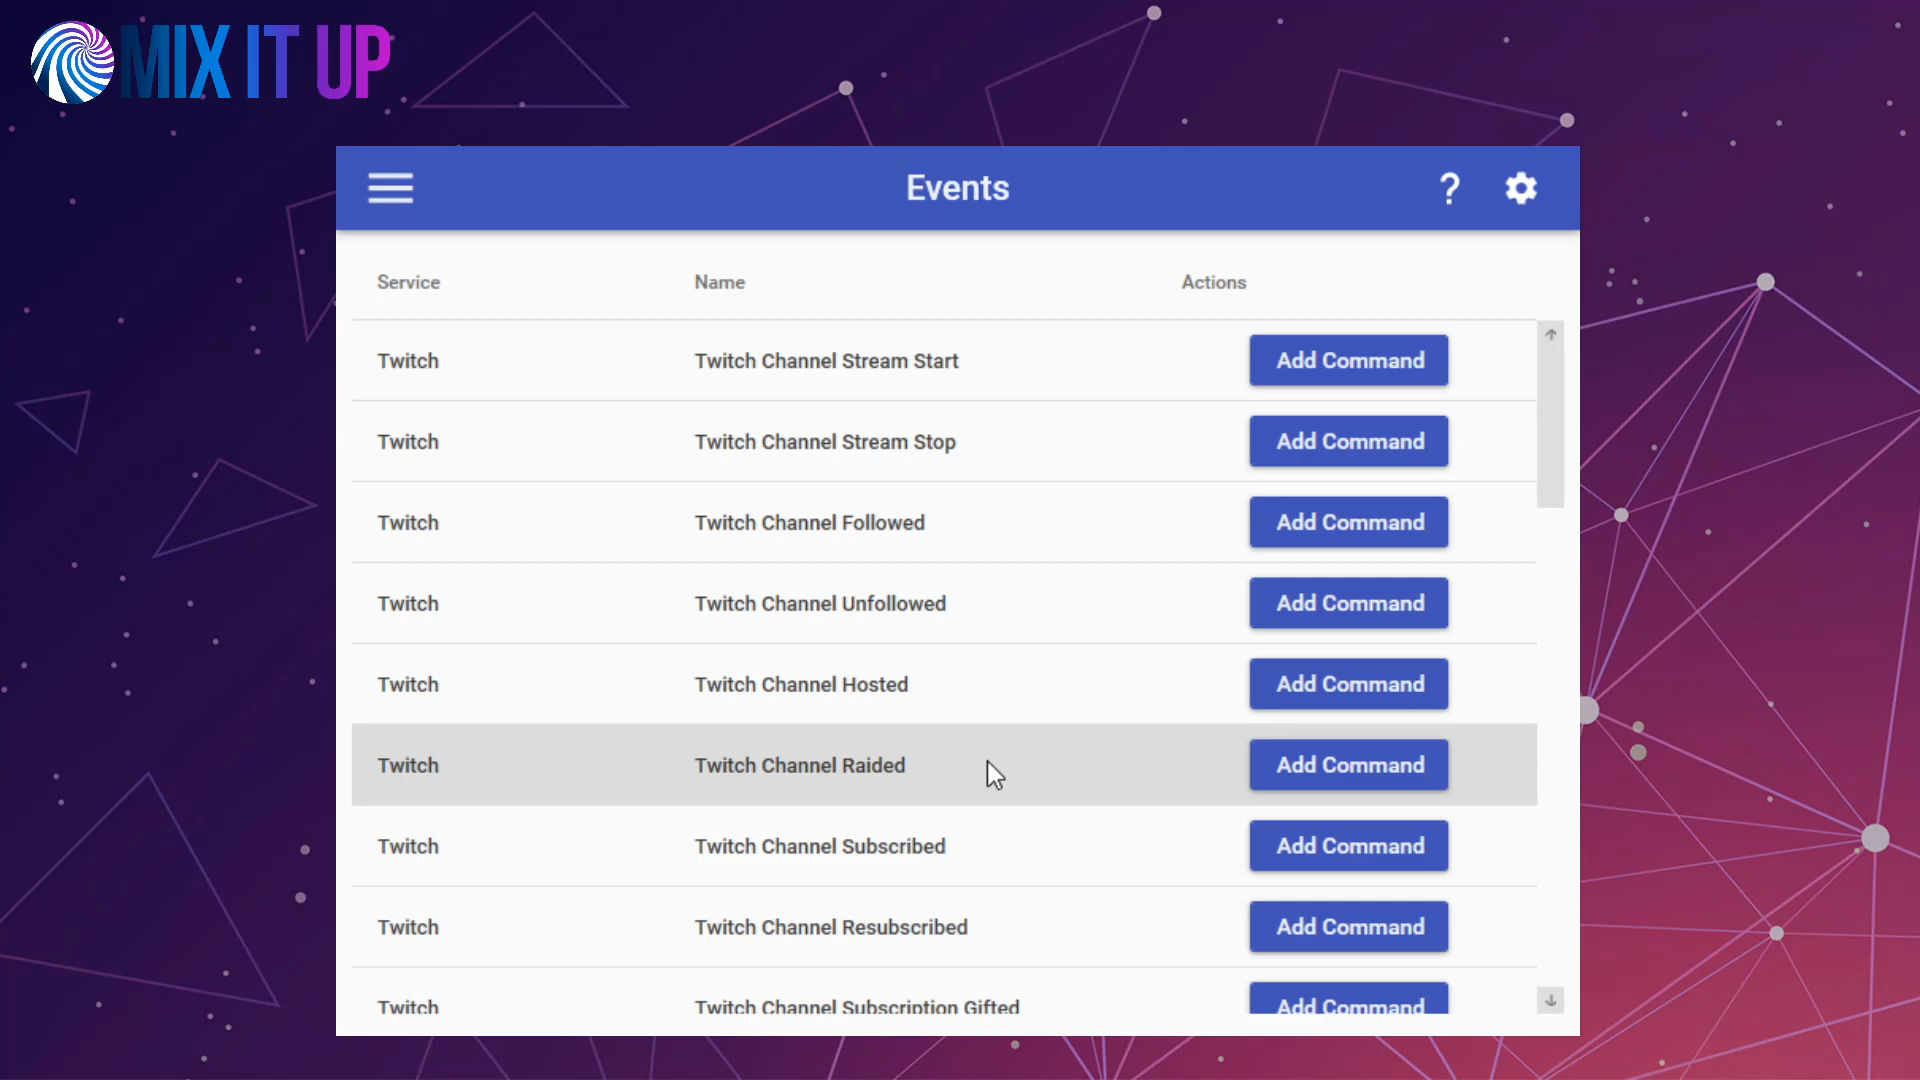 MIX IT UP
Events
?
Service Name Actions
Twitch Twitch Channel Stream Start Add Command
Twitch Twitch Channel Stream Stop Add Command
Twitch Twitch Channel Followed Add Command
Twitch Twitch Channel Unfollowed Add Command
Twitch Twitch Channel Hosted Add Command
Twitch Twitch Channel Raided Add Command
Twitch Twitch Channel Subscribed Add Command
Twitch Twitch Channel Resubscribed Add Command
Twitch Twitch Channel Subscription Gifted Add Command